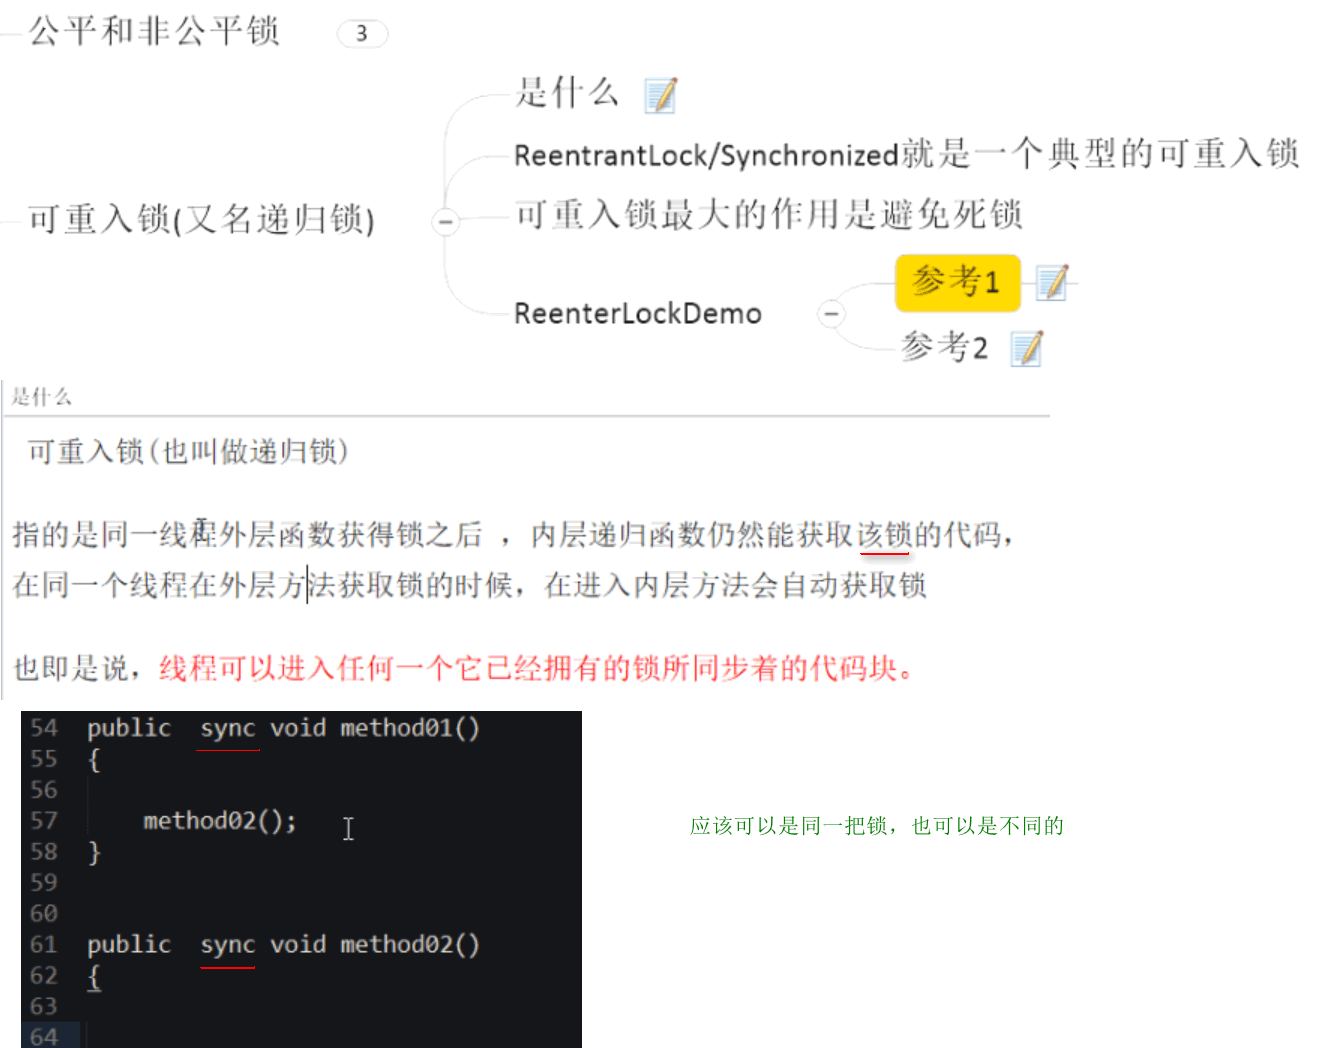 公平和非公平锁 3
是什么
ReentrantLock/Synchronized就是一个典型的可重入锁
可重入锁(又名递归锁)
可重入锁最大的作用是避免死锁
参考1
ReenterLockDemo
参考2
是什么
可重入锁(也叫做递归锁)
指的是同一线程外层函数获得锁之后 ，内层递归函数仍然能获取该锁的代码，
在同一个线程在外层方法获取锁的时候，在进入内层方法会自动获取锁
也即是说，线程可以进入任何一个它已经拥有的锁所同步着的代码块。
54 public  sync void method01()
55 {
56
57 method02();
58 }
59
60
61 public  sync void method02()
62 {
63
64
应该可以是同一把锁，也可以是不同的